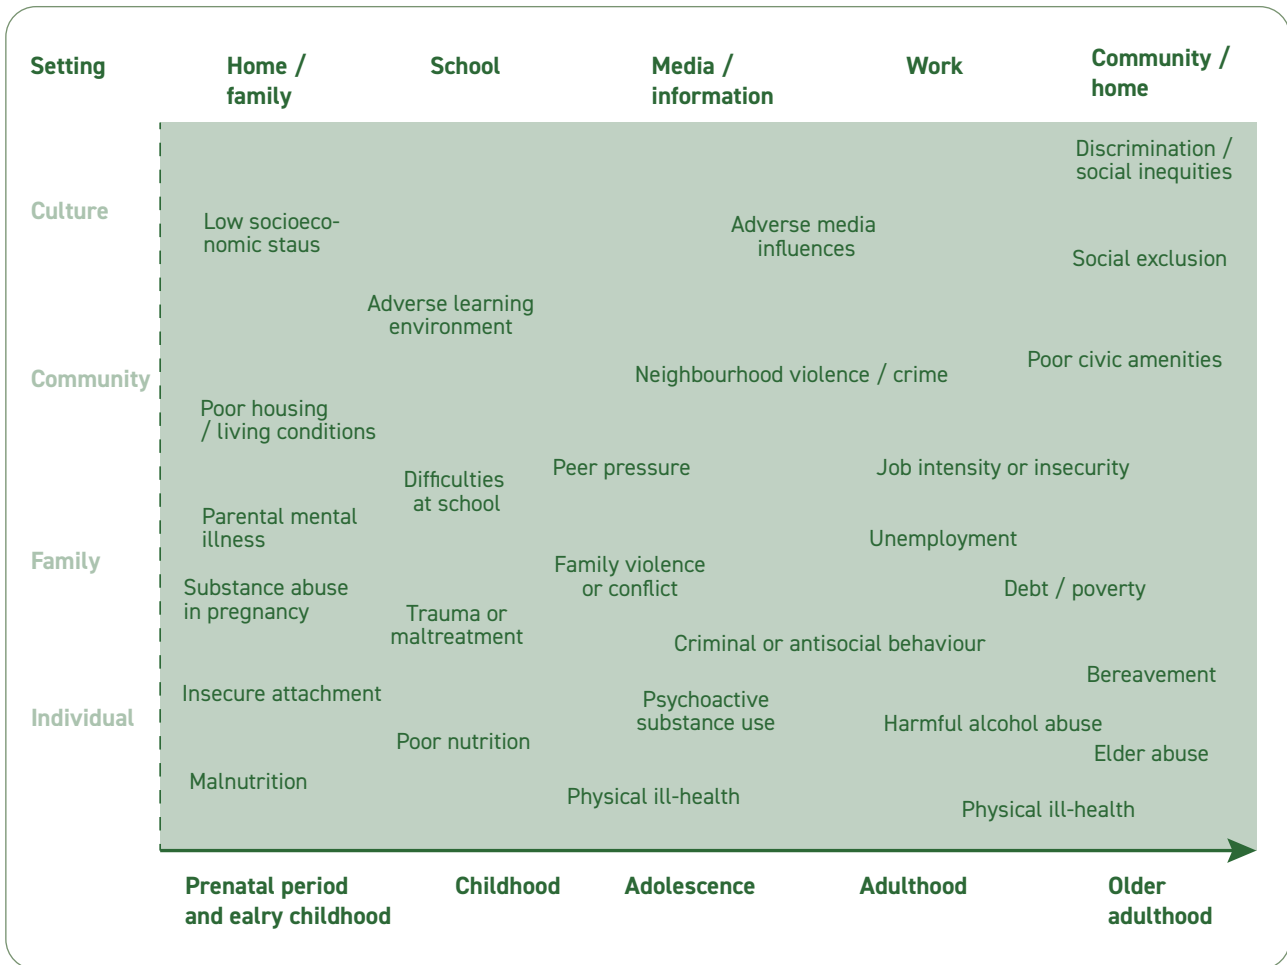 Setting
Home /
family
School
Media /
information
Work
Community /
home
Discrimination /
social inequities
Culture
Low socioeco-
nomic staus
Adverse media
influences
Social exclusion
Adverse learning
environment
Community
Neighbourhood violence / crime
Poor civic amenities
Poor housing
/ living conditions
Peer pressure
Job intensity or insecurity
Difficulties
at school
Parental mental
illness
Unemployment
Family
Family violence
or conflict
Substance abuse
in pregnancy
Debt / poverty
Trauma or
maltreatment
Criminal or antisocial behaviour
Bereavement
Individual
Insecure attachment
Psychoactive
substance use
Harmful alcohol abuse
Poor nutrition
Elder abuse
Malnutrition
Physical ill-health
Physical ill-health
Prenatal period
and ealry childhood
Childhood
Adolescence
Adulthood
Older
adulthood